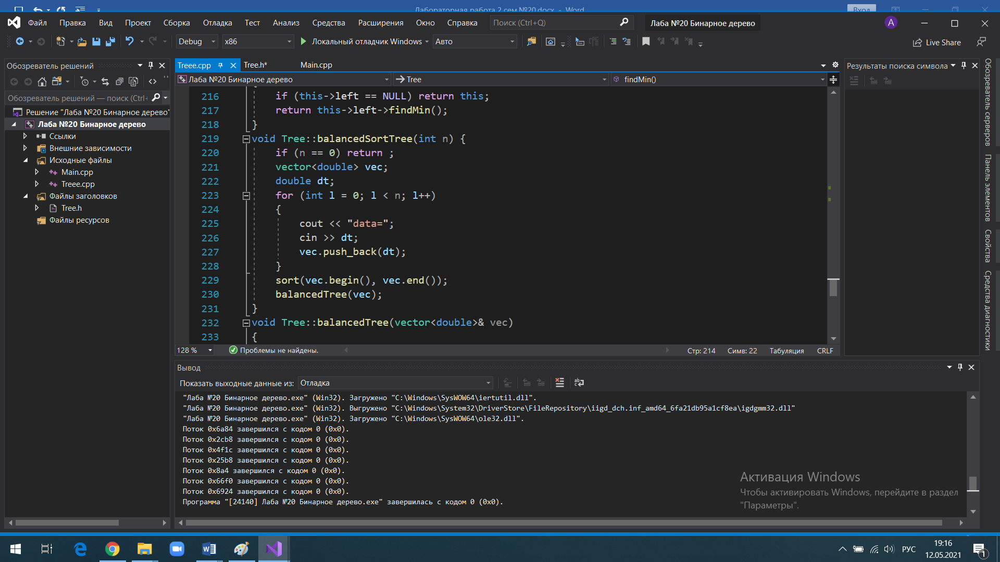 Лабораторная работа 2 сем №20.docx - Word
Вход
Файл Правка Вид Проект Сборка Отладка Тест Анализ Средства Расширения Окно Справка Поиск (Ctrl+Q) Лаба №20 Бинарное дерево A
Debug x86 Локальный отладчик Windows Авто Live Share
Обозреватель решений
Обозреватель решений — поиск (Ctrl-
Решение "Лаба №20 Бинарное дерево"
Лаба №20 Бинарное дерево
Ссылки
Внешние зависимости
Исходные файлы
Main.cpp
Treee.cpp
Файлы заголовков
Tree.h
Файлы ресурсов
Treee.cpp Tree.h* Main.cpp
Лаба №20 Бинарное дерево Tree findMin()
216 if (this->left == NULL) return this;
217 return this->left->findMin();
218 }
219 void Tree::balancedSortTree(int n) {
220 if (n == 0) return ;
221 vector<double> vec;
222 double dt;
223 for (int l = 0; l < n; l++)
224 {
225 cout << "data=";
226 cin >> dt;
227 vec.push_back(dt);
228 }
229 sort(vec.begin(), vec.end());
230 balancedTree(vec);
231 }
232 void Tree::balancedTree(vector<double>& vec)
233 {
128 % Проблемы не найдены. Стр: 214 Симв: 22 Табуляция CRLF
Результаты поиска символа
Обозреватель серверов
Панель элементов
Свойства
Средства диагностики
Вывод
Показать выходные данные из: Отладка
"Лаба №20 Бинарное дерево.exe" (Win32). Загружено "C:\Windows\SysWOW64\iertutil.dll".
"Лаба №20 Бинарное дерево.exe" (Win32). Выгружено "C:\Windows\System32\DriverStore\FileRepository\iigd_dch.inf_amd64_6fa21db95a1cf8ea\igdgmm32.dll"
"Лаба №20 Бинарное дерево.exe" (Win32). Загружено "C:\Windows\SysWOW64\ole32.dll".
Поток 0x6a84 завершился с кодом 0 (0x0).
Поток 0x2cb8 завершился с кодом 0 (0x0).
Поток 0x4f1c завершился с кодом 0 (0x0).
Поток 0x25b8 завершился с кодом 0 (0x0).
Поток 0x8a4 завершился с кодом 0 (0x0).
Поток 0x66f0 завершился с кодом 0 (0x0).
Поток 0x6924 завершился с кодом 0 (0x0).
Программа "[24140] Лаба №20 Бинарное дерево.exe" завершилась с кодом 0 (0x0).
Активация Windows
Чтобы активировать Windows, перейдите в раздел
"Параметры".
РУС
19:16
12.05.2021
1